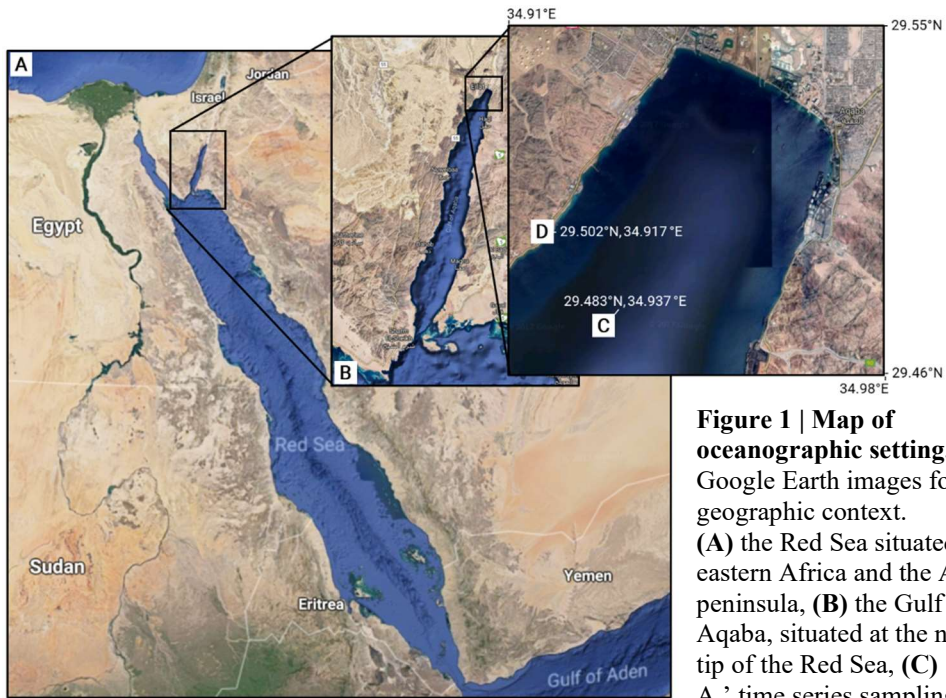 34.91°E
29.55°N
A
Jordan
Israel
Egypt
Aqaba
D
29.502°N, 34.917 °E
29.483°N, 34.937 °E
C
B
29.46°N
34.98°E
Red Sea
Sudan
Eritrea
Yemen
Gulf of Aden
Figure 1 | Map of
oceanographic setting
Google Earth images fo
geographic context.
(A) the Red Sea situated
eastern Africa and the A
peninsula, (B) the Gulf
Aqaba, situated at the n
tip of the Red Sea, (C)
A,’ time series sampling